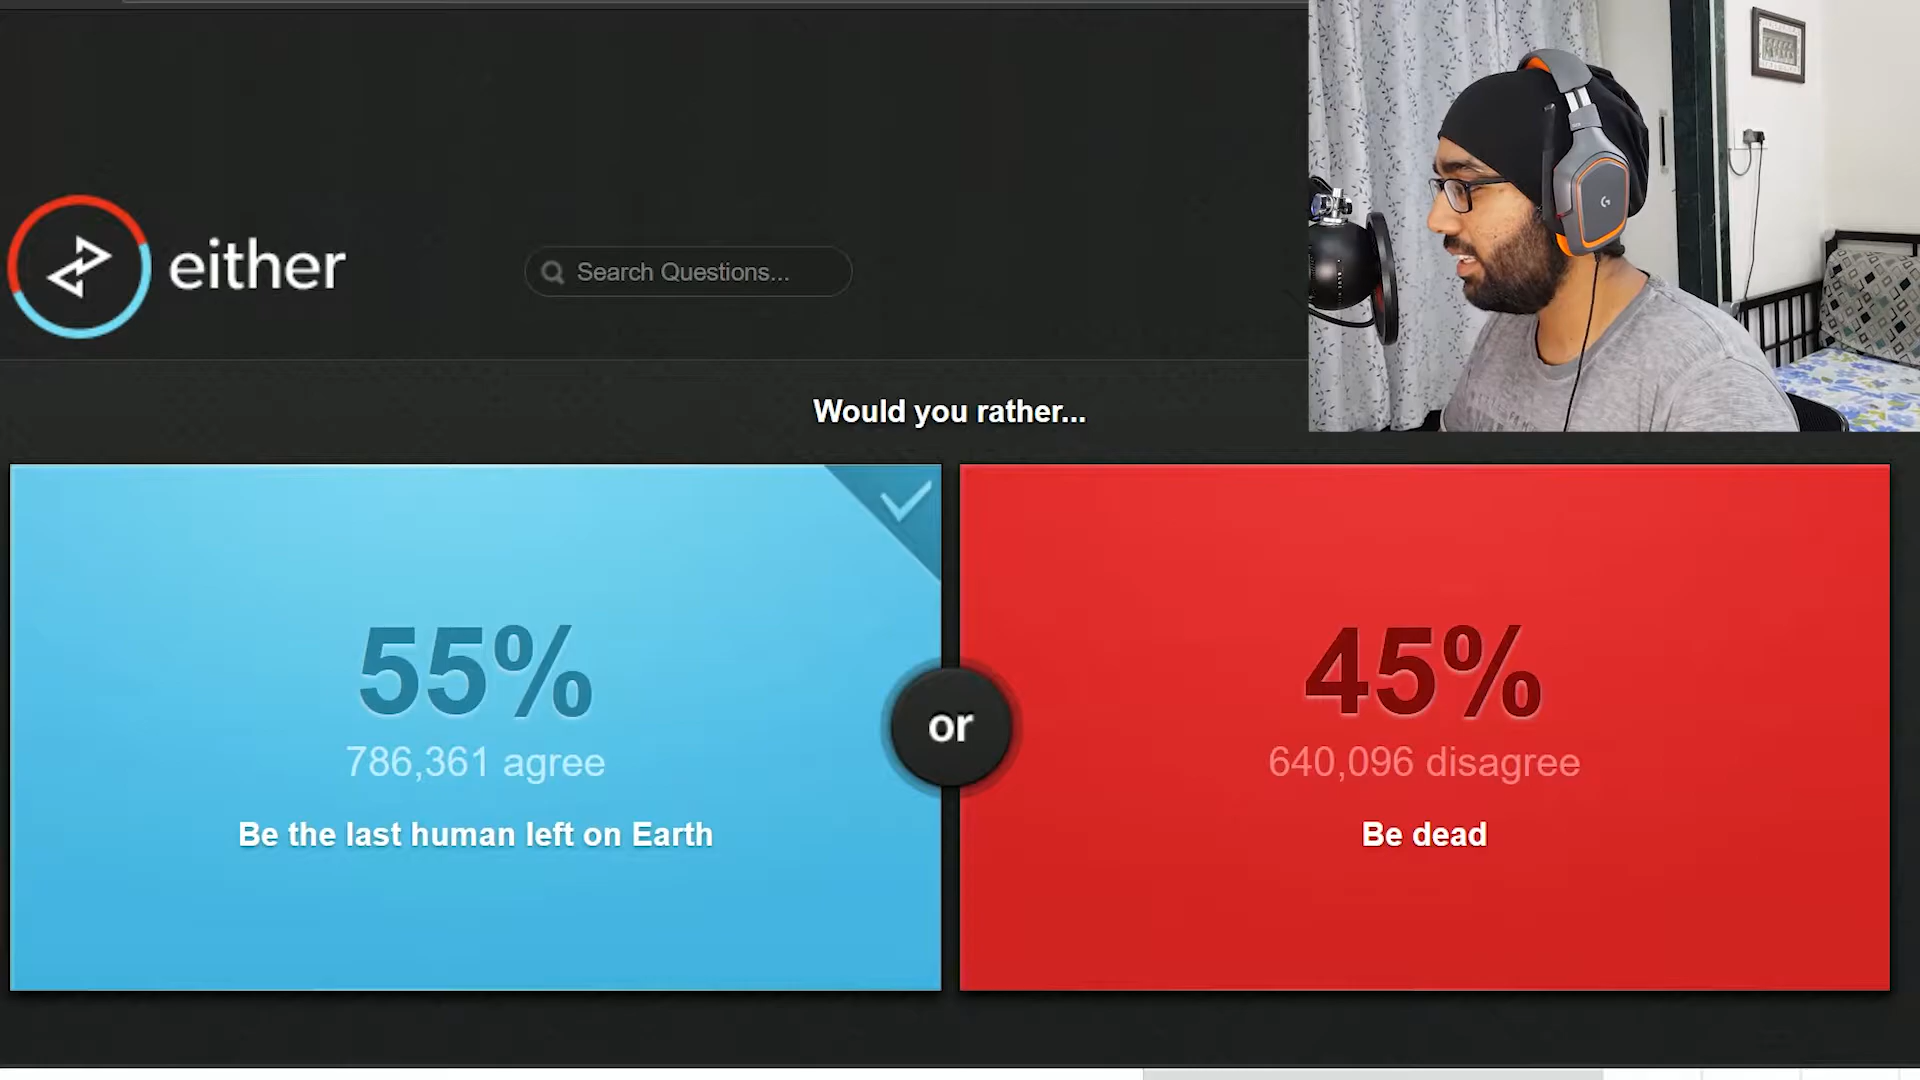 either
Search Questions...
Would you rather...
55%
786,361 agree
Be the last human left on Earth
or
45%
640,096 disagree
Be dead